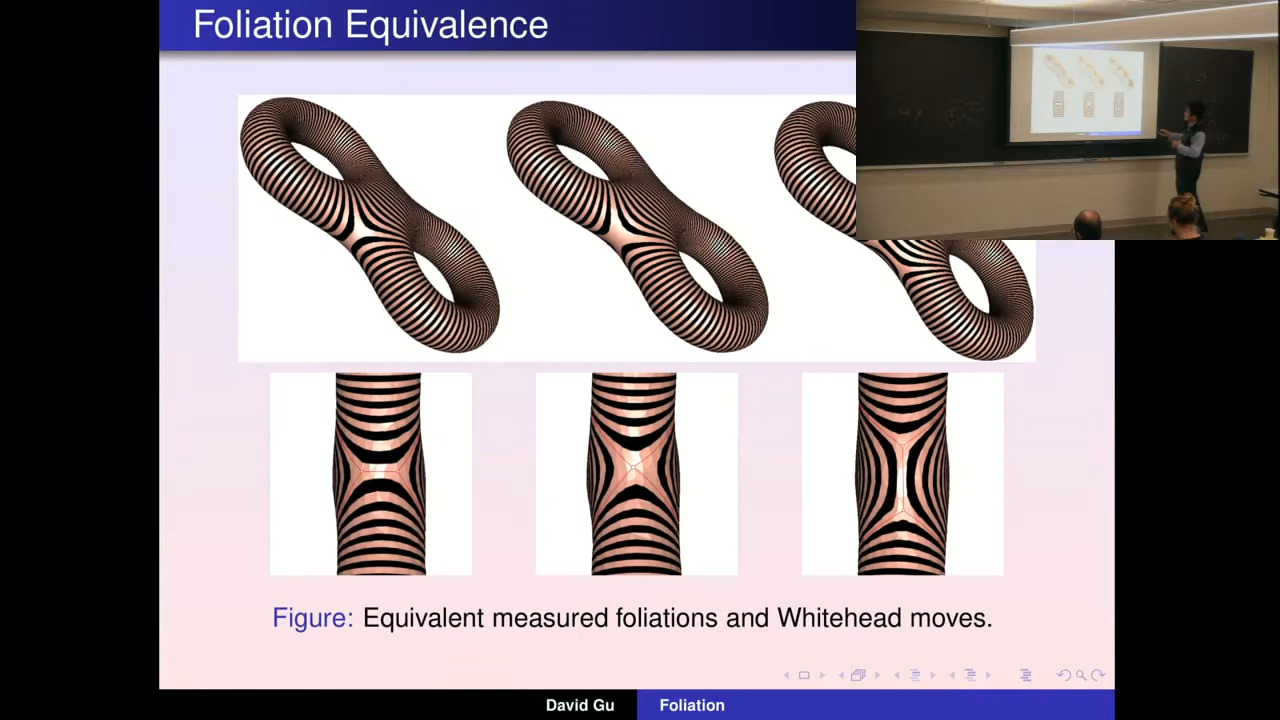 Foliation Equivalence
Figure: Equivalent measured foliations and Whitehead moves.
David Gu
Foliation